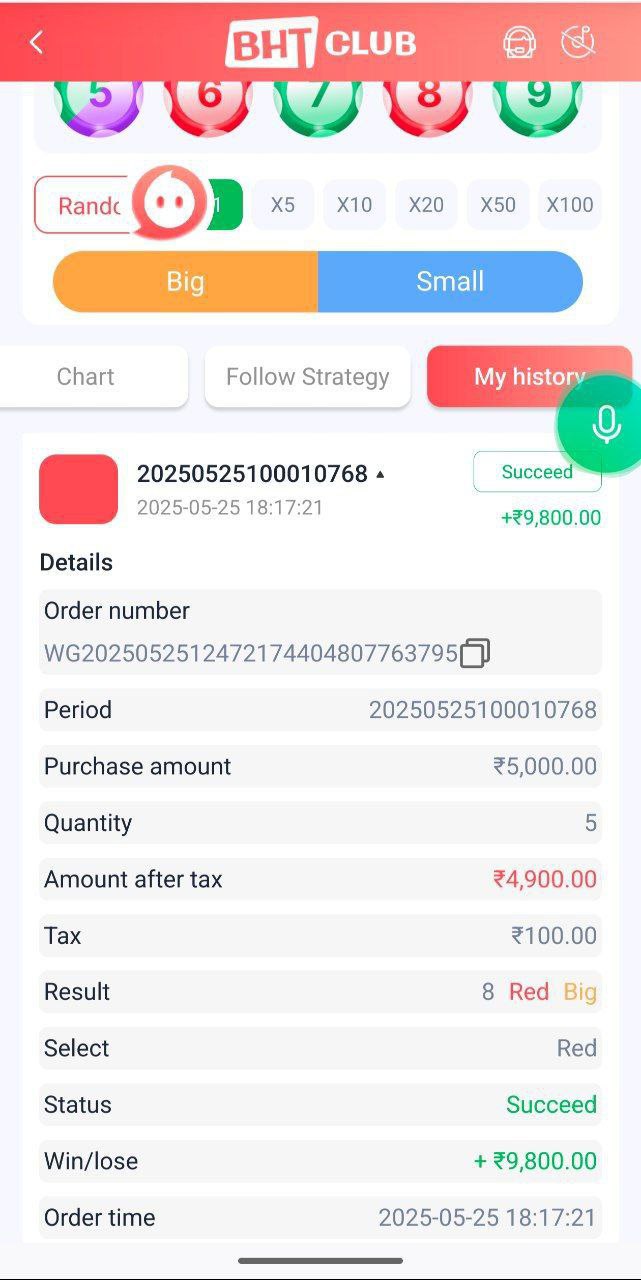 BHT CLUB
5 6 7 8 9
X5 X10 X20 X50 X100
Big Small
Chart Follow Strategy My history
20250525100010768 ▲ Succeed
2025-05-25 18:17:21 +₹9,800.00
Details
Order number
WG2025052512472174404807763795
Period 20250525100010768
Purchase amount ₹5,000.00
Quantity 5
Amount after tax ₹4,900.00
Tax ₹100.00
Result 8 Red Big
Select Red
Status Succeed
Win/lose + ₹9,800.00
Order time 2025-05-25 18:17:21